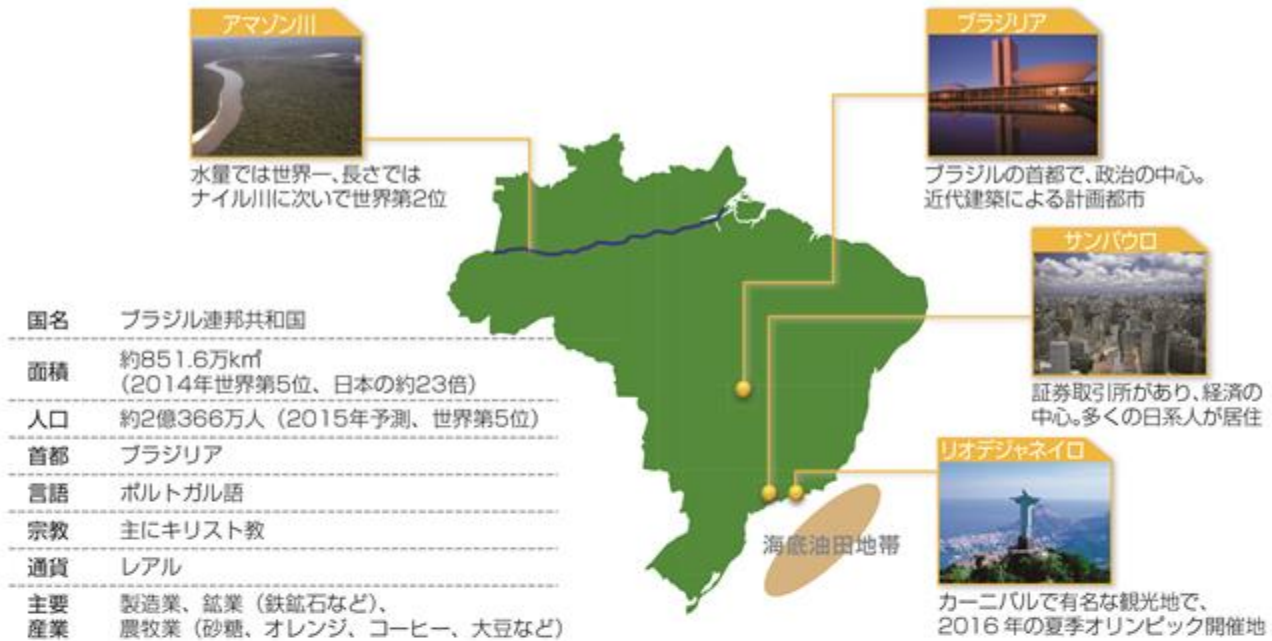 アマゾン川
水量では世界一、長さでは
ナイル川に次いで世界第2位
ブラジリア
ブラジルの首都で、政治の中心。
近代建築による計画都市
サンパウロ
証券取引所があり、経済の
中心。多くの日系人が居住
リオデジャネイロ
カーニバルで有名な観光地で、
2016年の夏季オリンピック開催地
海底油田地帯
国名 ブラジル連邦共和国
面積 約851.6万k㎡
（2014年世界第5位、日本の約23倍）
人口 約2億366万人（2015年予測、世界第5位）
首都 ブラジリア
言語 ポルトガル語
宗教 主にキリスト教
通貨 レアル
主要 製造業、鉱業（鉄鉱石など）、
産業 農牧業（砂糖、オレンジ、コーヒー、大豆など）